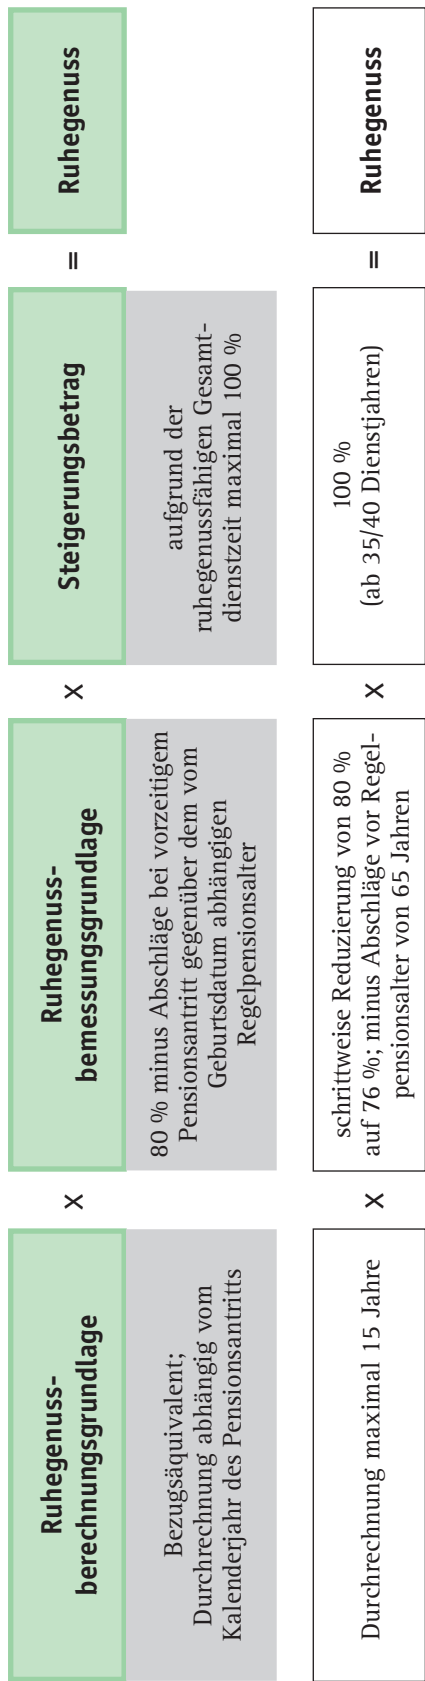 Ruhegenuss-
berechnungsgrundlage
x
Ruhegenuss-
bemessungsgrundlage
x
Steigerungsbetrag
=
Ruhegenuss
Bezugsäquivalent;
Durchrechnung abhängig vom
Kalenderjahr des Pensionsantritts
80 % minus Abschläge bei vorzeitigem
Pensionsantritt gegenüber dem vom
Geburtsdatum abhängigen
Regelpensionsalter
aufgrund der
ruhegenussfähigen Gesamt-
dienstzeit maximal 100 %
Durchrechnung maximal 15 Jahre
x
schrittweise Reduzierung von 80 %
auf 76 %; minus Abschläge vor Regel-
pensionsalter von 65 Jahren
x
100 %
(ab 35/40 Dienstjahren)
=
Ruhegenuss